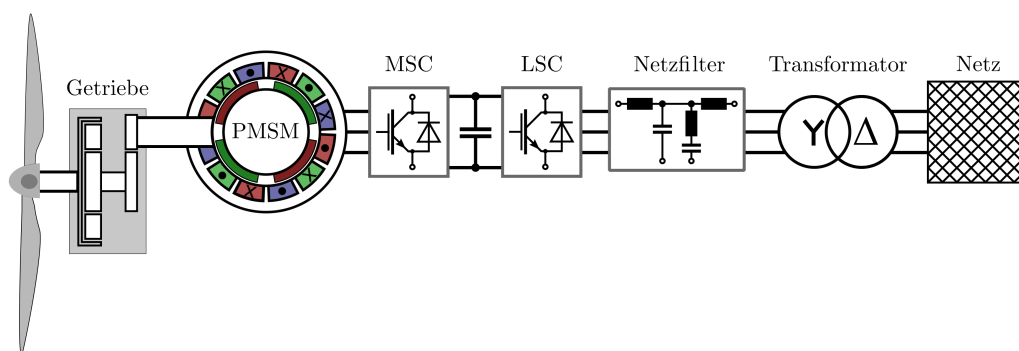 Getriebe
PMSM
MSC
LSC
Netzfilter
Transformator
Y
Δ
Netz